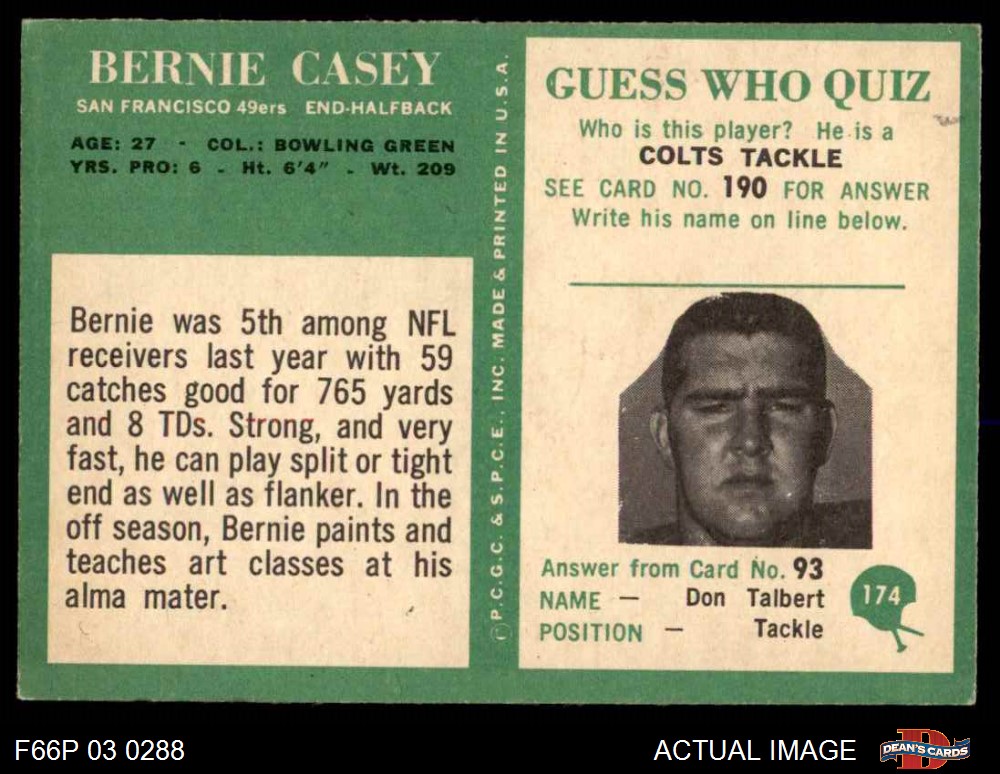 BERNIE CASEY
SAN FRANCISCO 49ers END-HALFBACK
AGE: 27 - COL.: BOWLING GREEN
YRS. PRO: 6 - Ht. 6'4" - Wt. 209
Bernie was 5th among NFL
receivers last year with 59
catches good for 765 yards
and 8 TDs. Strong, and very
fast, he can play split or tight
end as well as flanker. In the
off season, Bernie paints and
teaches art classes at his
alma mater.
©P.C.G.C. & S.P.C.E., INC. MADE & PRINTED IN U.S.A.
GUESS WHO QUIZ
Who is this player? He is a
COLTS TACKLE
SEE CARD NO. 190 FOR ANSWER
Write his name on line below.
Answer from Card No. 93
NAME — Don Talbert
POSITION — Tackle
174
F66P 03 0288
ACTUAL IMAGE
DEAN'S CARDS